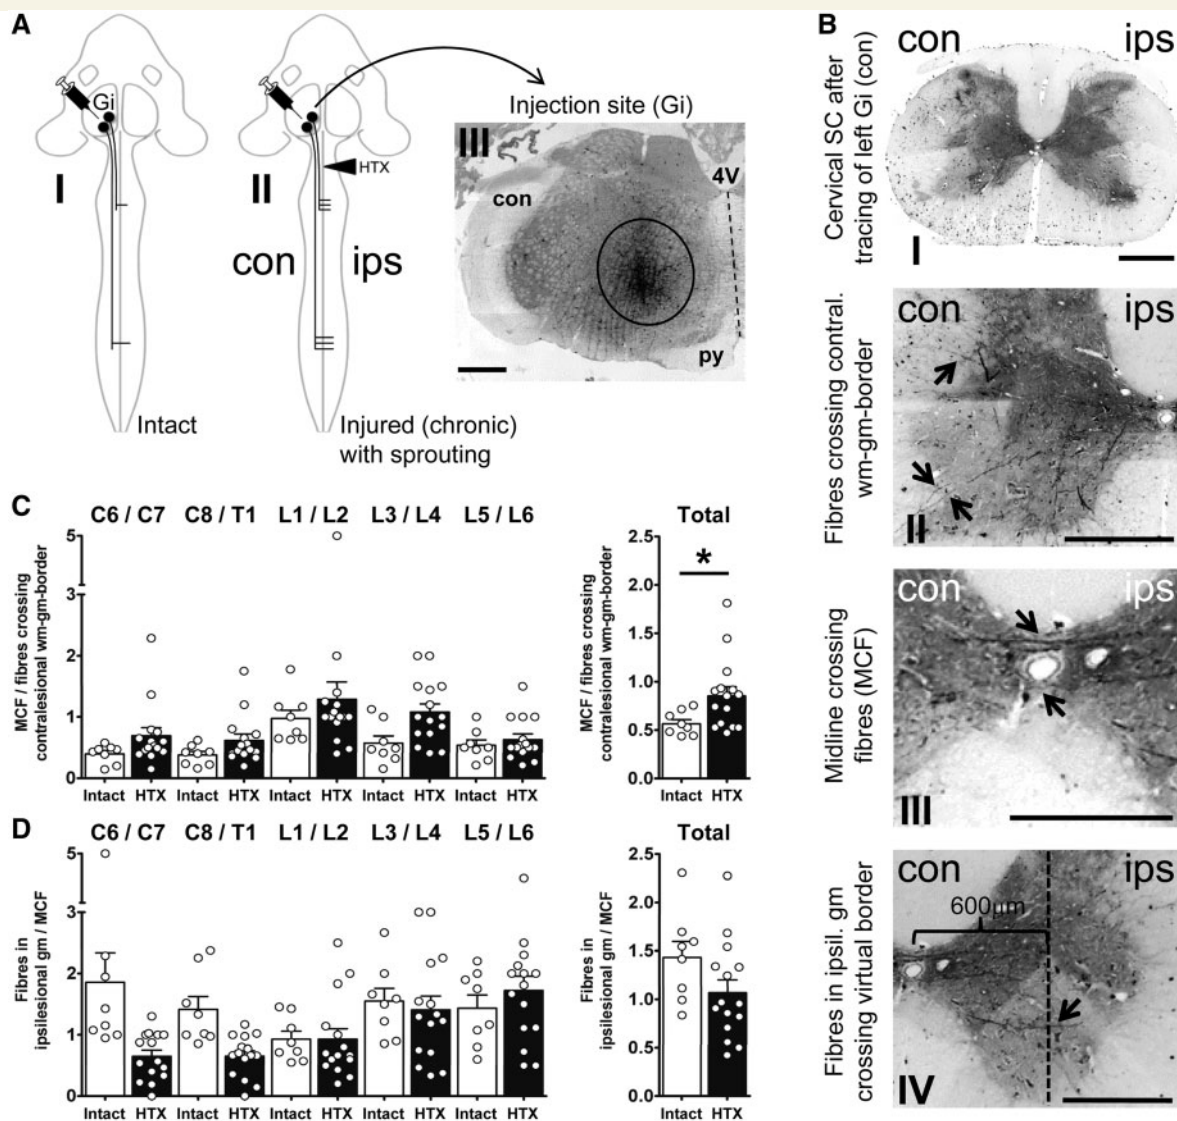 A
Gi
I
Intact
Gi
II
HTX
con
ips
Injured (chronic)
with sprouting
Injection site (Gi)
III
con
4V
py
B
Cervical SC after
tracing of left Gi (con)
con
ips
I
Fibres crossing contral.
wm-gm-border
con
ips
II
Midline crossing
fibres (MCF)
con
ips
III
Fibres in ipsil. gm
crossing virtual border
con
ips
600µm
IV
C
C6 / C7 C8 / T1 L1 / L2 L3 / L4 L5 / L6 Total
MCF / fibres crossing
contralesional wm-gm-border
5
3
2
1
0
Intact HTX Intact HTX Intact HTX Intact HTX Intact HTX
MCF / fibres crossing
contralesional wm-gm-border
2.5
2.0
1.5
1.0
0.5
0.0
*
Intact HTX
D
C6 / C7 C8 / T1 L1 / L2 L3 / L4 L5 / L6 Total
Fibres in
ipsilesional gm / MCF
5
3
2
1
0
Intact HTX Intact HTX Intact HTX Intact HTX Intact HTX
Fibres in
ipsilesional gm / MCF
2.5
2.0
1.5
1.0
0.5
0.0
Intact HTX